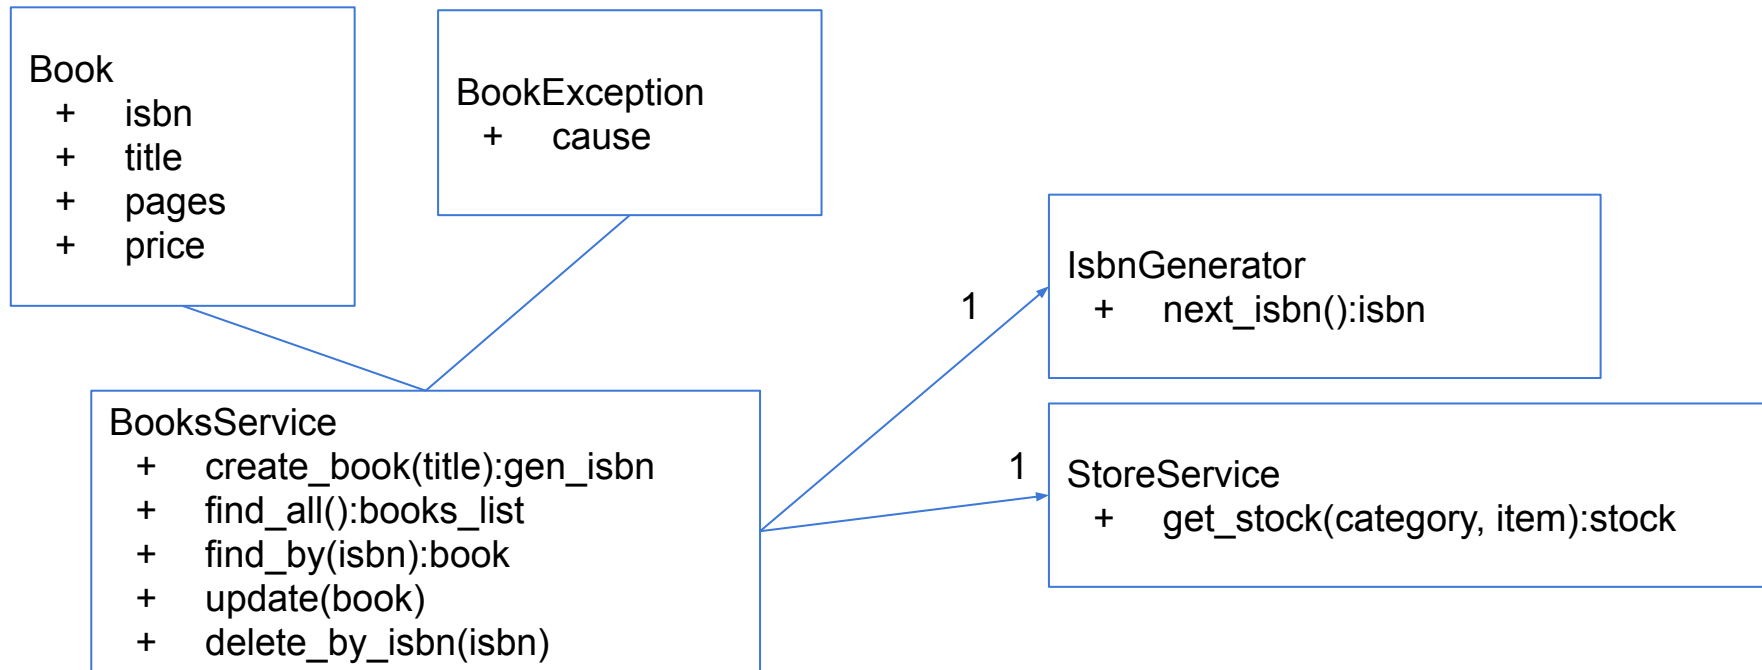 Book
+ isbn
+ title
+ pages
+ price
BookException
+ cause
1
IsbnGenerator
+ next_isbn():isbn
BooksService
+ create_book(title):gen_isbn
+ find_all():books_list
+ find_by(isbn):book
+ update(book)
+ delete_by_isbn(isbn)
1
StoreService
+ get_stock(category, item):stock